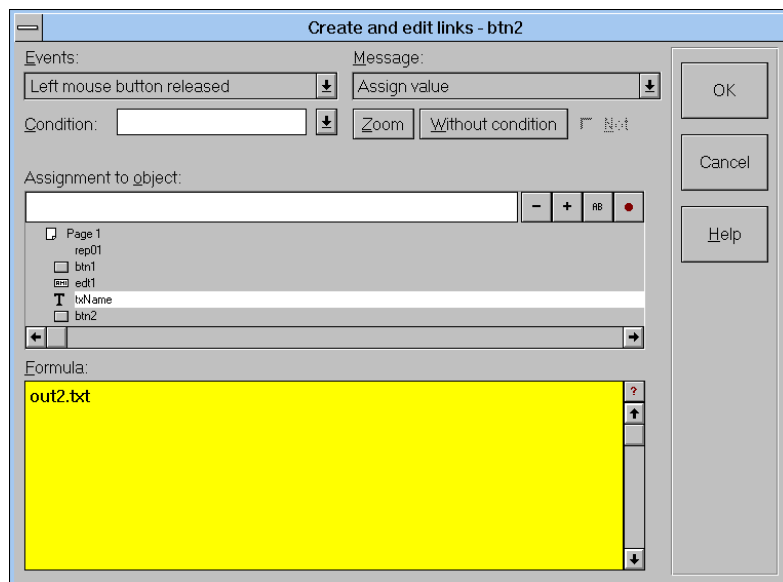 Create and edit links - btn2
Events:
Message:
Left mouse button released
Assign value
OK
Condition:
Zoom
Without condition
Not
Cancel
Assignment to object:
- + AB
Help
Page 1
rep01
btn1
edt1
T txName
btn2
Formula:
out2.txt
?